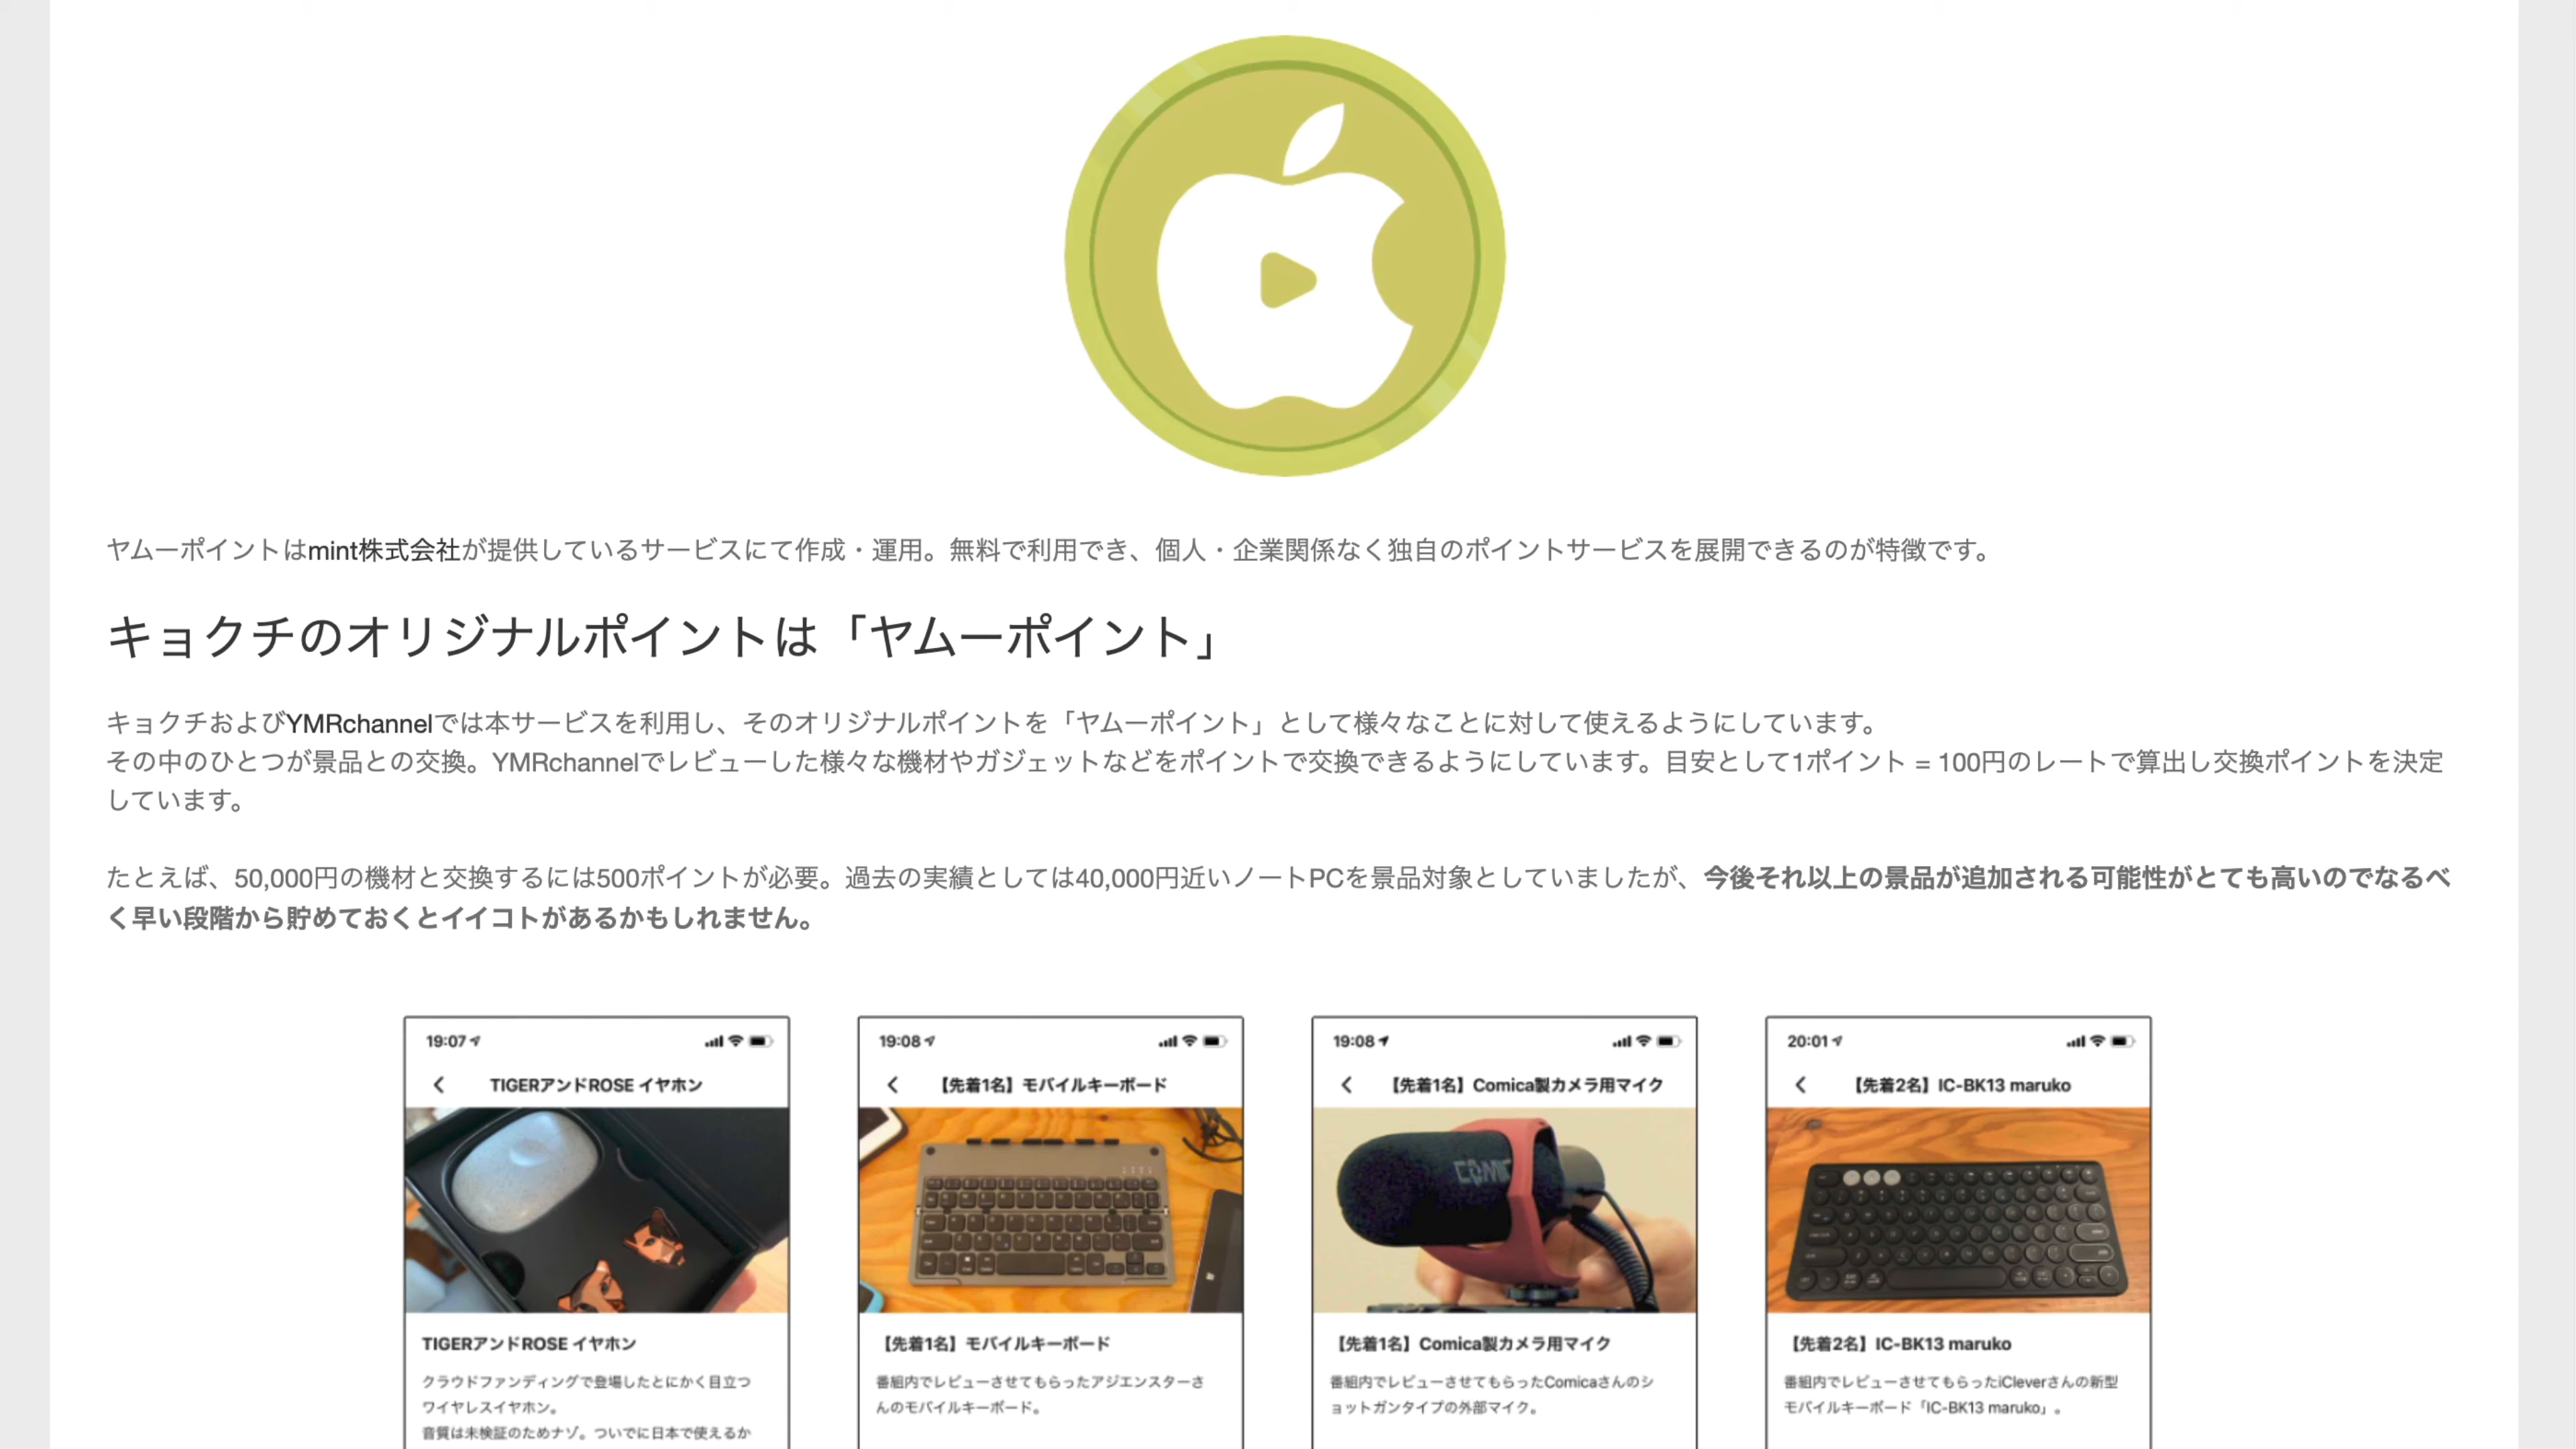 ヤムーポイントはmint株式会社が提供しているサービスにて作成・運用。無料で利用でき、個人・企業関係なく独自のポイントサービスを展開できるのが特徴です。
キョクチのオリジナルポイントは「ヤムーポイント」
キョクチおよびYMRchannelでは本サービスを利用し、そのオリジナルポイントを「ヤムーポイント」として様々なことに対して使えるようにしています。
その中のひとつが景品との交換。YMRchannelでレビューした様々な機材やガジェットなどをポイントで交換できるようにしています。目安として1ポイント = 100円のレートで算出し交換ポイントを決定
しています。
たとえば、50,000円の機材と交換するには500ポイントが必要。過去の実績としては40,000円近いノートPCを景品対象としていましたが、今後それ以上の景品が追加される可能性がとても高いのでなるべ
く早い段階から貯めておくとイイコトがあるかもしれません。
19:07
TIGERアンドROSE イヤホン
TIGERアンドROSE イヤホン
クラウドファンディングで登場したとにかく目立つ
ワイヤレスイヤホン。
音質は未検証のためナゾ。ついでに日本で使えるか
19:08
【先着1名】モバイルキーボード
【先着1名】モバイルキーボード
番組内でレビューさせてもらったアジエンスターさ
んのモバイルキーボード。
19:08
【先着1名】Comica製カメラ用マイク
COMIC
【先着1名】Comica製カメラ用マイク
番組内でレビューさせてもらったComicaさんのシ
ョットガンタイプの外部マイク。
20:01
【先着2名】IC-BK13 maruko
【先着2名】IC-BK13 maruko
番組内でレビューさせてもらったiCleverさんの新型
モバイルキーボード「IC-BK13 maruko」。